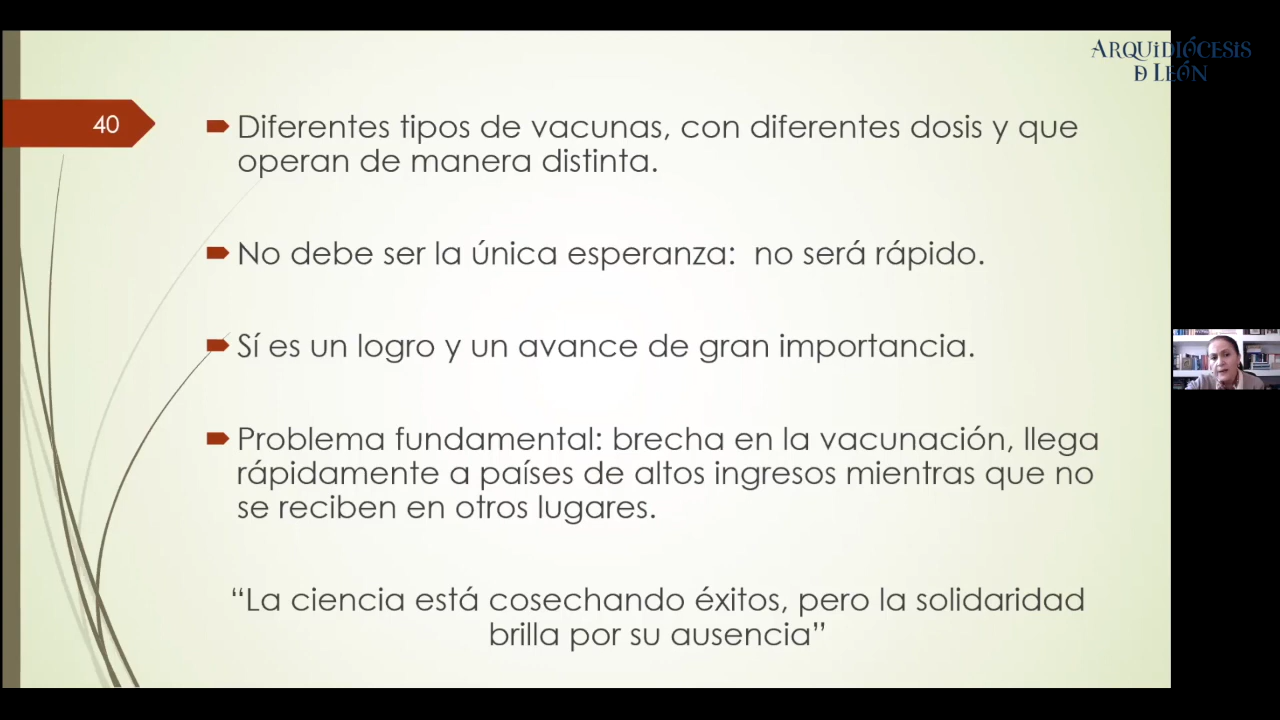 ARQUiDIÓCESiS
D LEÓN
40
Diferentes tipos de vacunas, con diferentes dosis y que
operan de manera distinta.
No debe ser la única esperanza:  no será rápido.
Sí es un logro y un avance de gran importancia.
Problema fundamental: brecha en la vacunación, llega
rápidamente a países de altos ingresos mientras que no
se reciben en otros lugares.
“La ciencia está cosechando éxitos, pero la solidaridad
brilla por su ausencia”